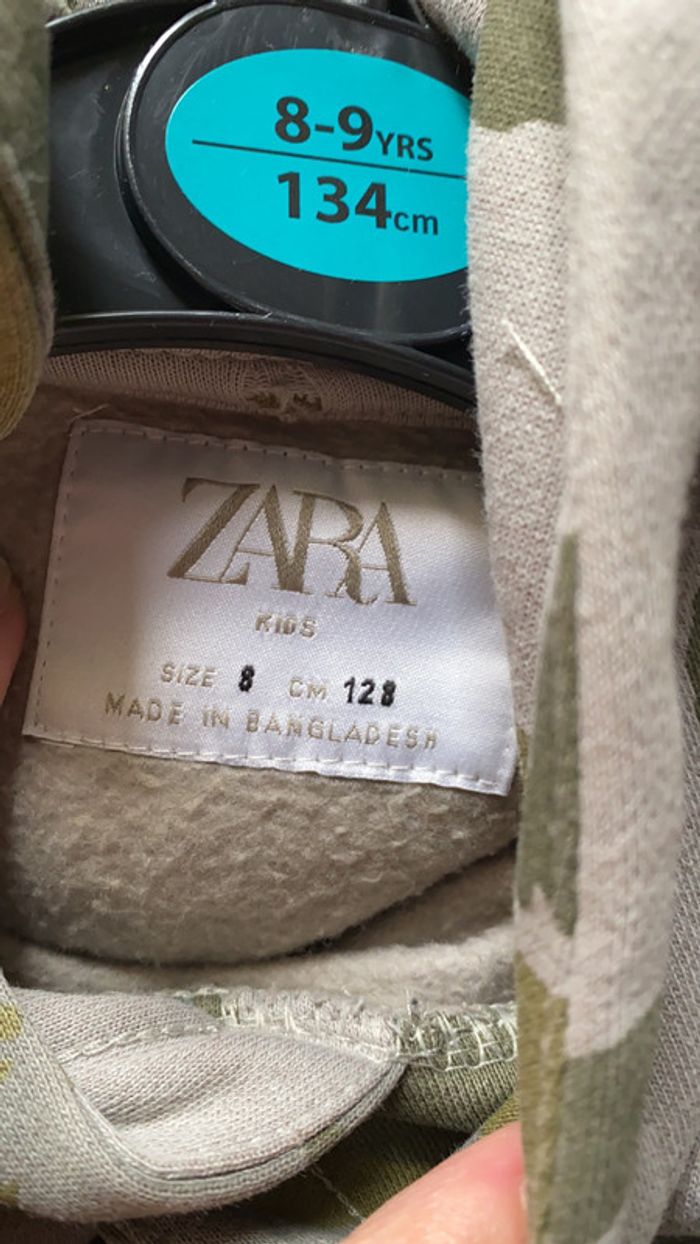 8-9YRS
134cm
ZARA
KIDS
SIZE 8 CM 128
MADE IN BANGLADESH